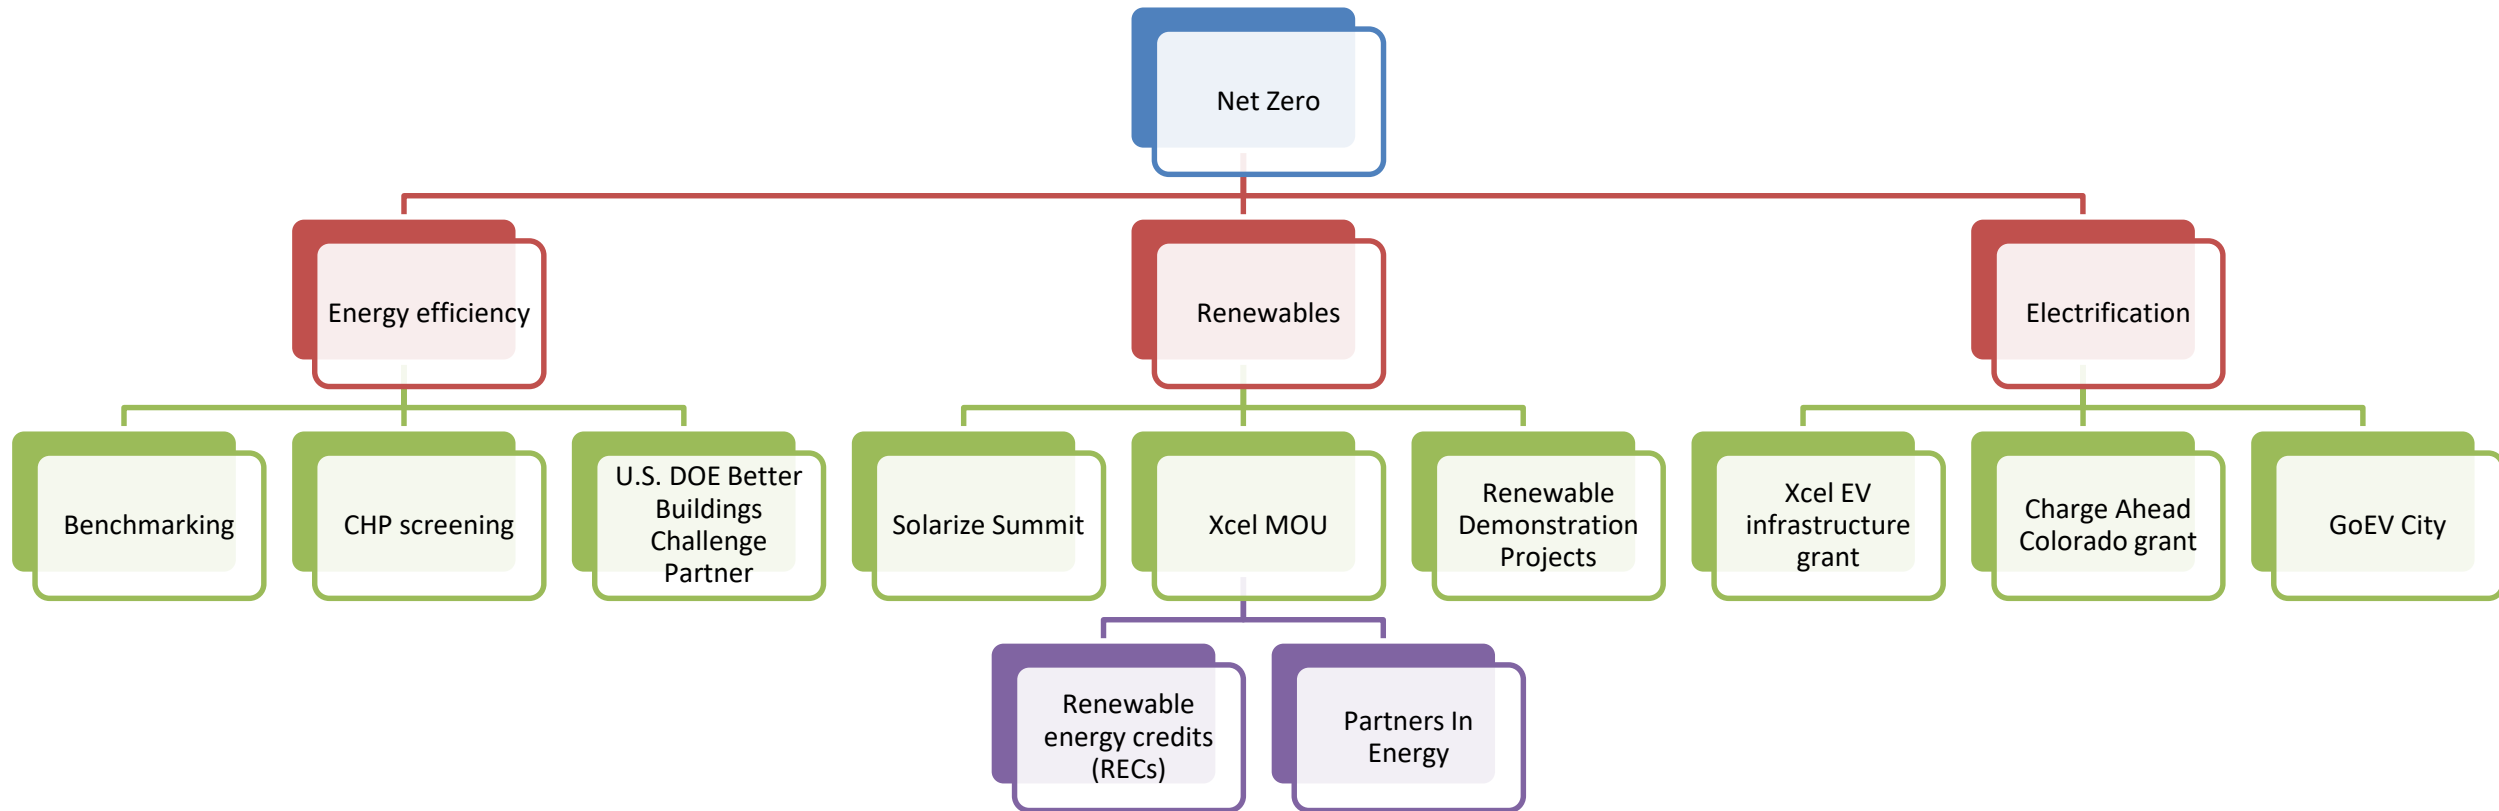 Net Zero
Energy efficiency
Renewables
Electrification
Benchmarking
CHP screening
U.S. DOE Better
Buildings
Challenge
Partner
Solarize Summit
Xcel MOU
Renewable
Demonstration
Projects
Xcel EV
infrastructure
grant
Charge Ahead
Colorado grant
GoEV City
Renewable
energy credits
(RECs)
Partners In
Energy